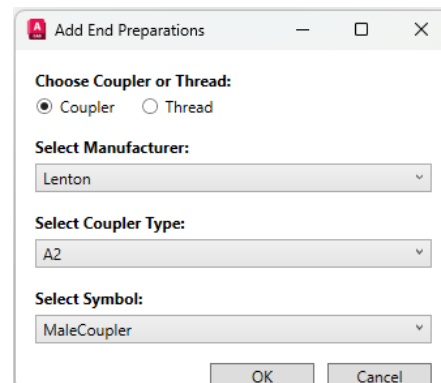 Add End Preparations
Choose Coupler or Thread:
Coupler Thread
Select Manufacturer:
Lenton
Select Coupler Type:
A2
Select Symbol:
MaleCoupler
OK Cancel